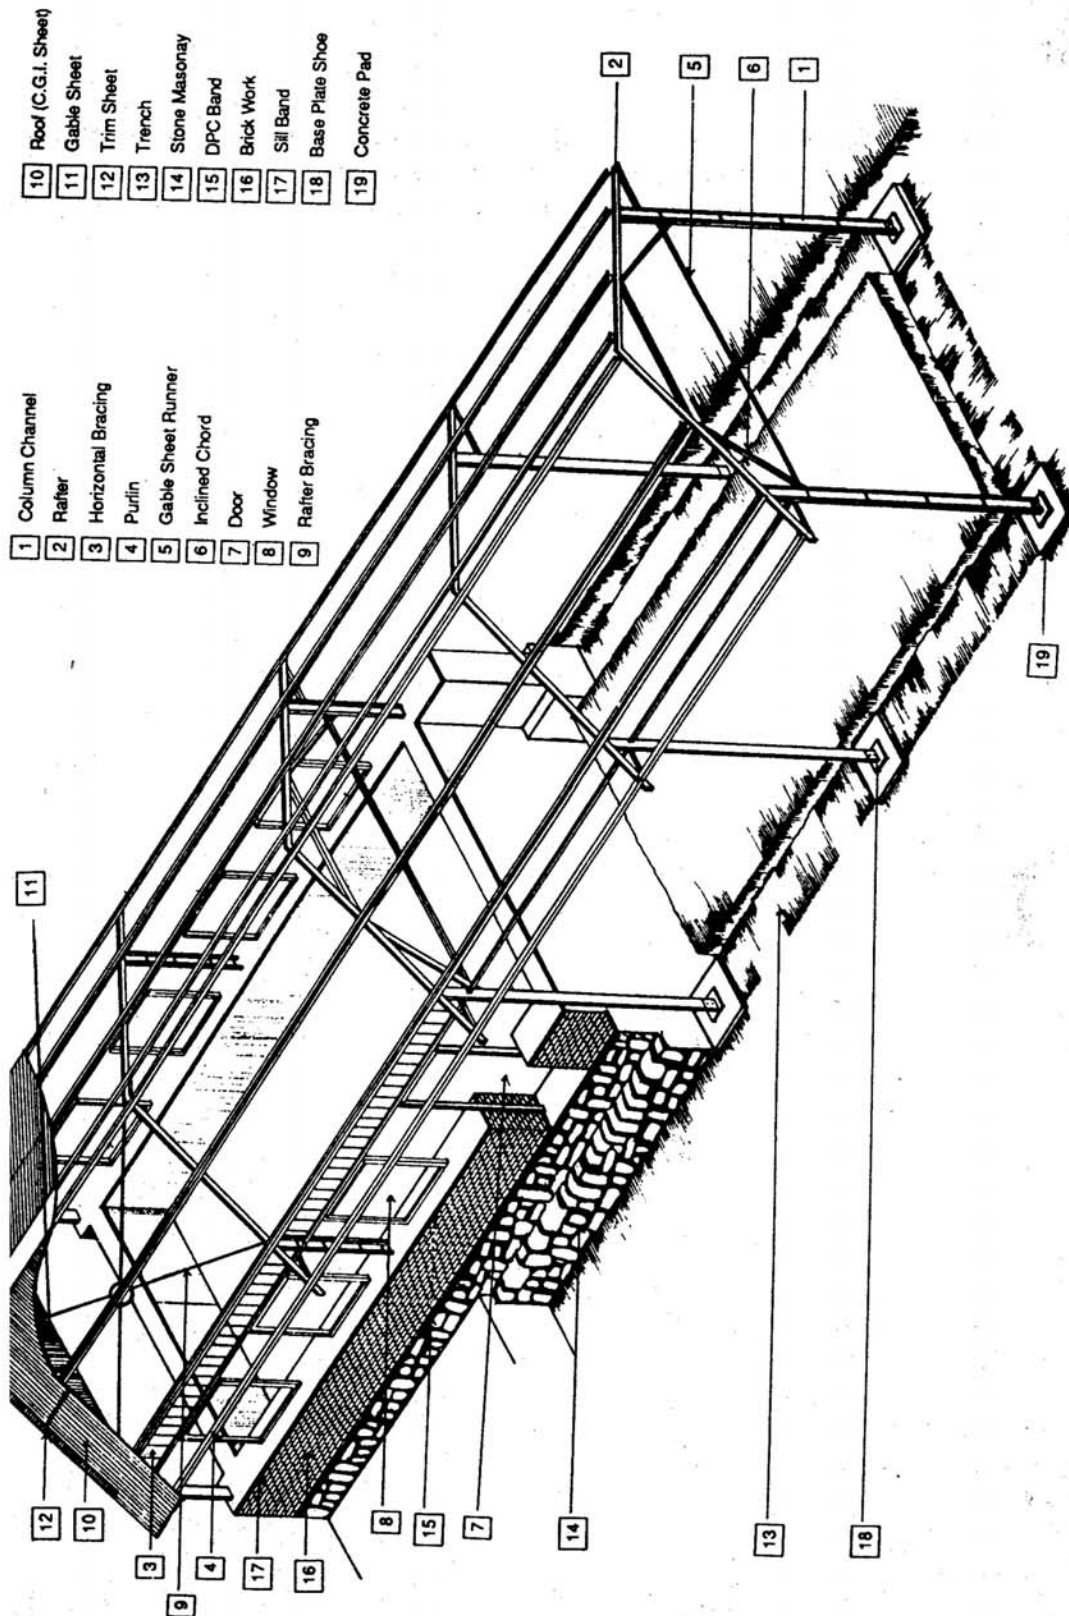 1 Column Channel
2 Rafter
3 Horizontal Bracing
4 Purlin
5 Gable Sheet Runner
6 Inclined Chord
7 Door
8 Window
9 Rafter Bracing
10 Roof (C.G.I. Sheet)
11 Gable Sheet
12 Trim Sheet
13 Trench
14 Stone Masonay
15 DPC Band
16 Brick Work
17 Sill Band
18 Base Plate Shoe
19 Concrete Pad
11
2
5
6
1
12
10
3
9
4
17
16
8
15
7
14
13
18
19